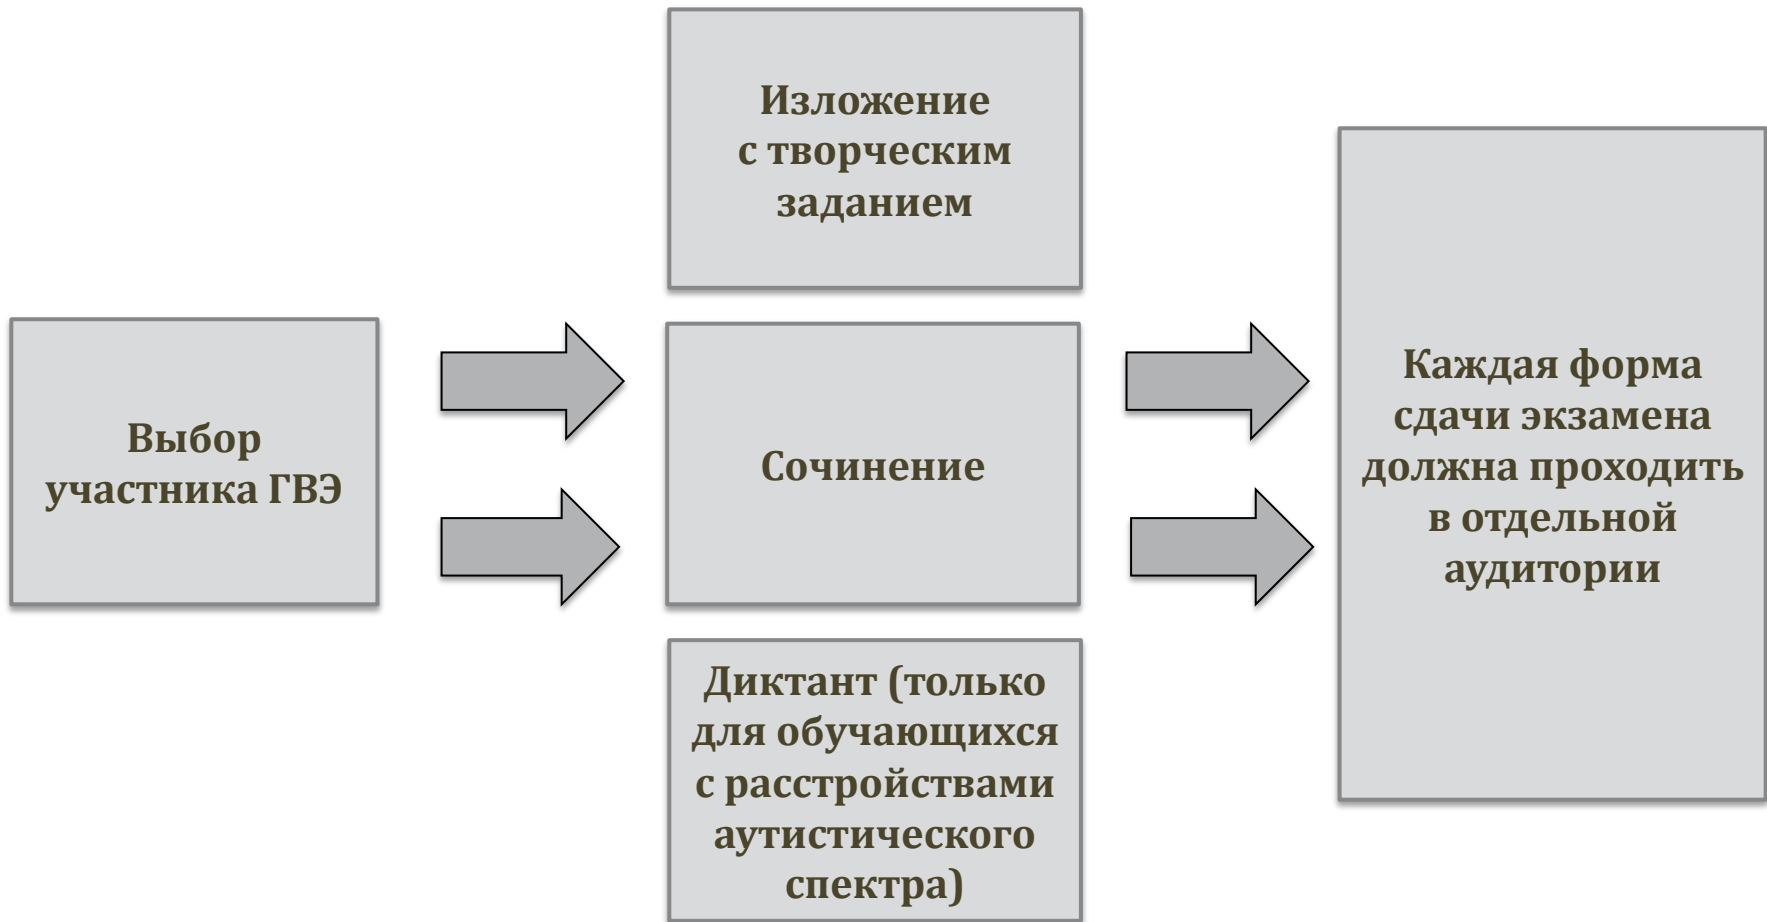 Выбор
участника ГВЭ
Изложение
с творческим
заданием
Сочинение
Диктант (только
для обучающихся
с расстройствами
аутистического
спектра)
Каждая форма
сдачи экзамена
должна проходить
в отдельной
аудитории